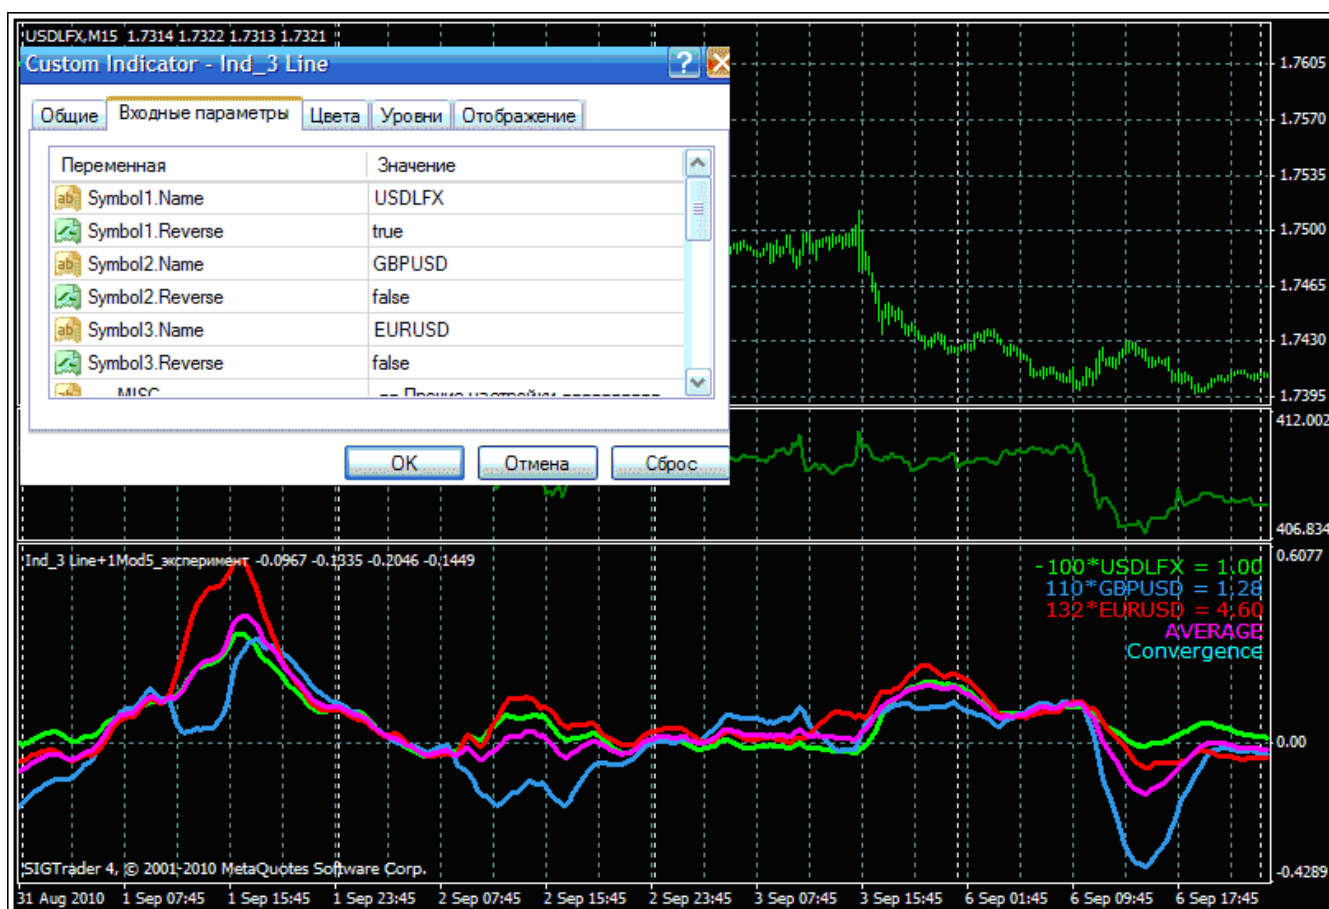 USDLFX,M15 1.7314 1.7322 1.7313 1.7321
Custom Indicator - Ind_3 Line
Общие Входные параметры Цвета Уровни Отображение
Переменная Значение
Symbol1.Name USDLFX
Symbol1.Reverse true
Symbol2.Name GBPUSD
Symbol2.Reverse false
Symbol3.Name EURUSD
Symbol3.Reverse false
MISC == Прочие настройки ==========
OK Отмена Сброс
1.7605
1.7570
1.7535
1.7500
1.7465
1.7430
1.7395
412.002
406.834
Ind_3 Line+1Mod5_эксперимент -0.0967 -0.1335 -0.2046 -0.1449
-100*USDLFX = 1.00
110*GBPUSD = 1,28
132*EURUSD = 4,60
AVERAGE
Convergence
0.6077
0.00
-0.4289
SIGTrader 4, © 2001-2010 MetaQuotes Software Corp.
31 Aug 2010 1 Sep 07:45 1 Sep 15:45 1 Sep 23:45 2 Sep 07:45 2 Sep 15:45 2 Sep 23:45 3 Sep 07:45 3 Sep 15:45 6 Sep 01:45 6 Sep 09:45 6 Sep 17:45